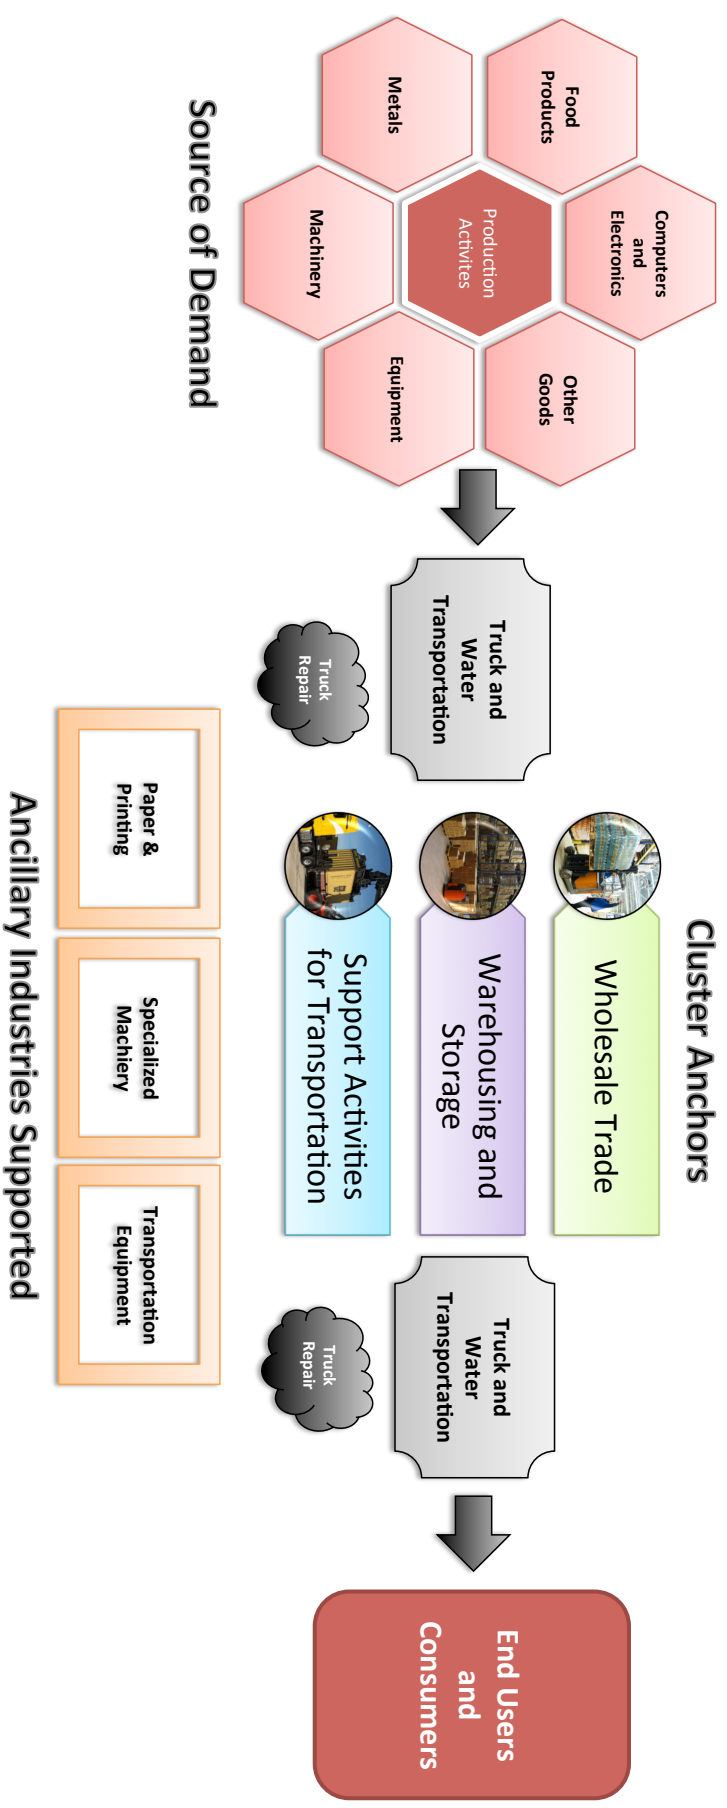 Cluster Anchors
Computers
and
Electronics
Food
Products
Other
Goods
Production
Activites
Metals
Equipment
Machinery
Source of Demand
Truck and
Water
Transportation
Truck
Repair
Wholesale Trade
Warehousing and
Storage
Support Activities
for Transportation
Truck and
Water
Transportation
Truck
Repair
End Users
and
Consumers
Paper &
Printing
Specialized
Machiery
Transportation
Equipment
Ancillary Industries Supported